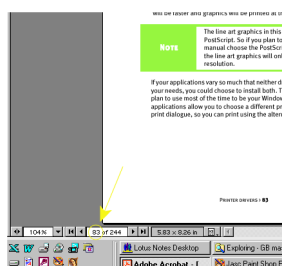 will be faster and graphics will be printed at th
NOTE
The line art graphics in this
PostScript. So if you plan to
manual choose the PostScr
the line art graphics will onl
resolution.
If your applications vary so much that neither d
your needs, you could choose to install both. T
plan to use most of the time to be your Window
applications allow you to choose a different pr
print dialogue, so you can print using the alter
PRINTER DRIVERS • 83
104% 83 of 244 5.83 x 8.26 in
Lotus Notes Desktop Exploring - GB ma
Adobe Acrobat - [ Jasc Paint Shop P